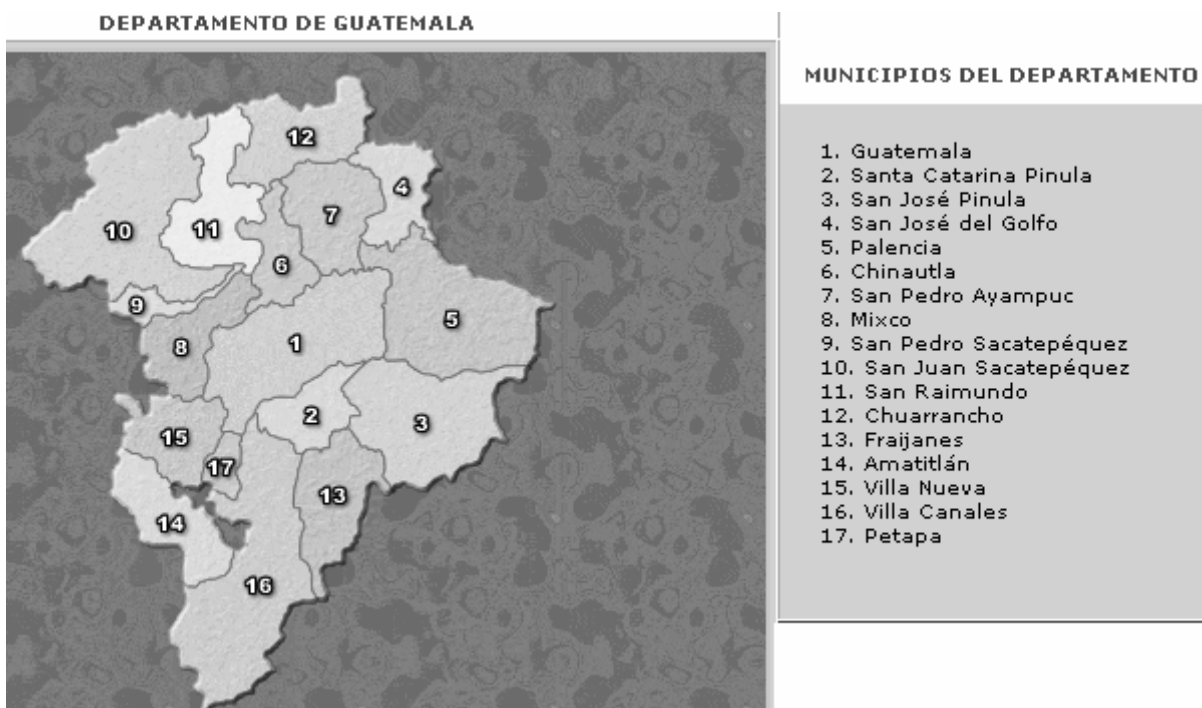 DEPARTAMENTO DE GUATEMALA
MUNICIPIOS DEL DEPARTAMENTO
1. Guatemala
2. Santa Catarina Pinula
3. San José Pinula
4. San José del Golfo
5. Palencia
6. Chinautla
7. San Pedro Ayampuc
8. Mixco
9. San Pedro Sacatepéquez
10. San Juan Sacatepéquez
11. San Raimundo
12. Chuarrancho
13. Fraijanes
14. Amatitlán
15. Villa Nueva
16. Villa Canales
17. Petapa
12
4
7
10
11
6
9
5
8
1
2
3
15
17
13
14
16